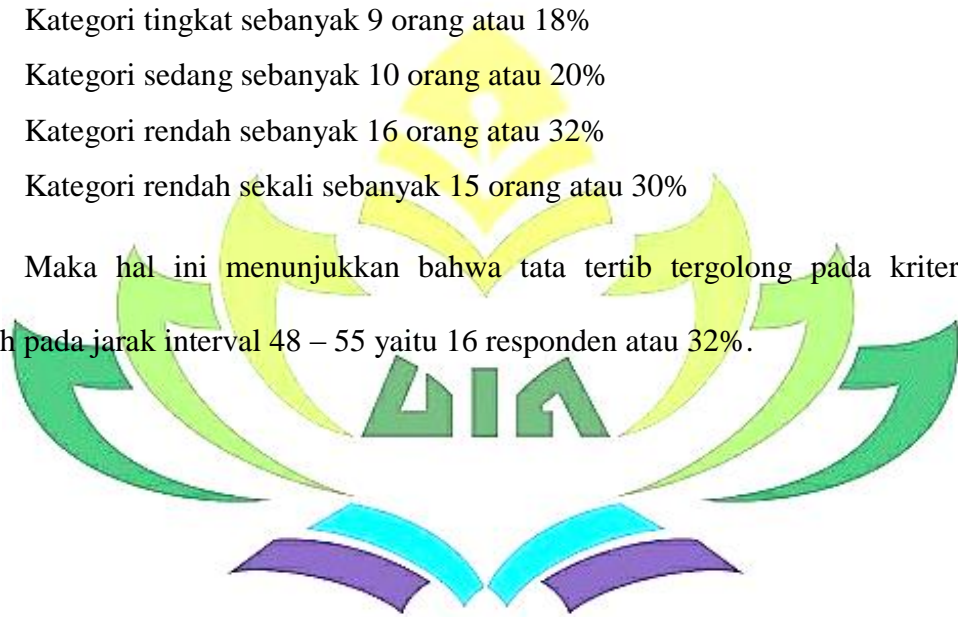 Kategori tingkat sebanyak 9 orang atau 18%
Kategori sedang sebanyak 10 orang atau 20%
Kategori rendah sebanyak 16 orang atau 32%
Kategori rendah sekali sebanyak 15 orang atau 30%
Maka hal ini menunjukkan bahwa tata tertib tergolong pada kriter
h pada jarak interval 48 – 55 yaitu 16 responden atau 32%.
UIN